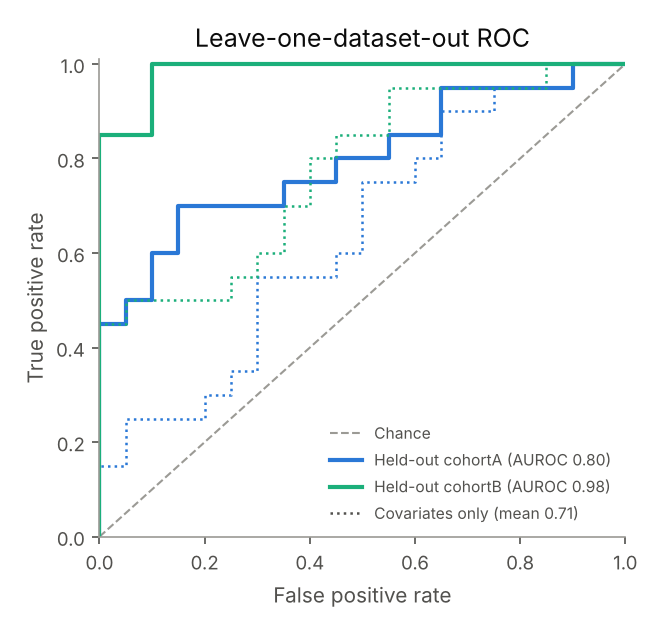 Leave-one-dataset-out ROC
True positive rate
1.0
0.8
0.6
0.4
0.2
0.0
Chance
Held-out cohortA (AUROC 0.80)
Held-out cohortB (AUROC 0.98)
Covariates only (mean 0.71)
0.0 0.2 0.4 0.6 0.8 1.0
False positive rate